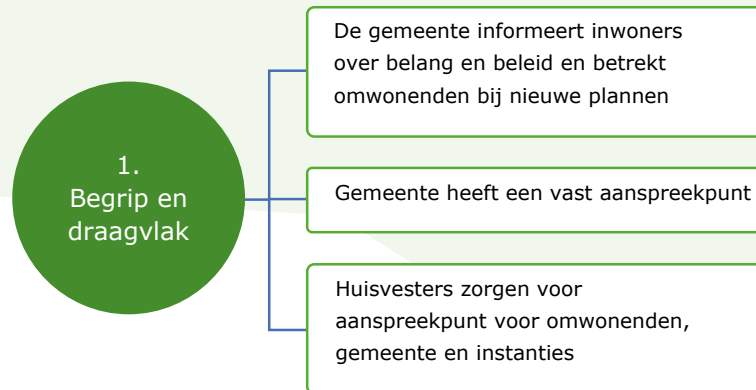 1.
Begrip en
draagvlak
De gemeente informeert inwoners
over belang en beleid en betrekt
omwonenden bij nieuwe plannen
Gemeente heeft een vast aanspreekpunt
Huisvesters zorgen voor
aanspreekpunt voor omwonenden,
gemeente en instanties